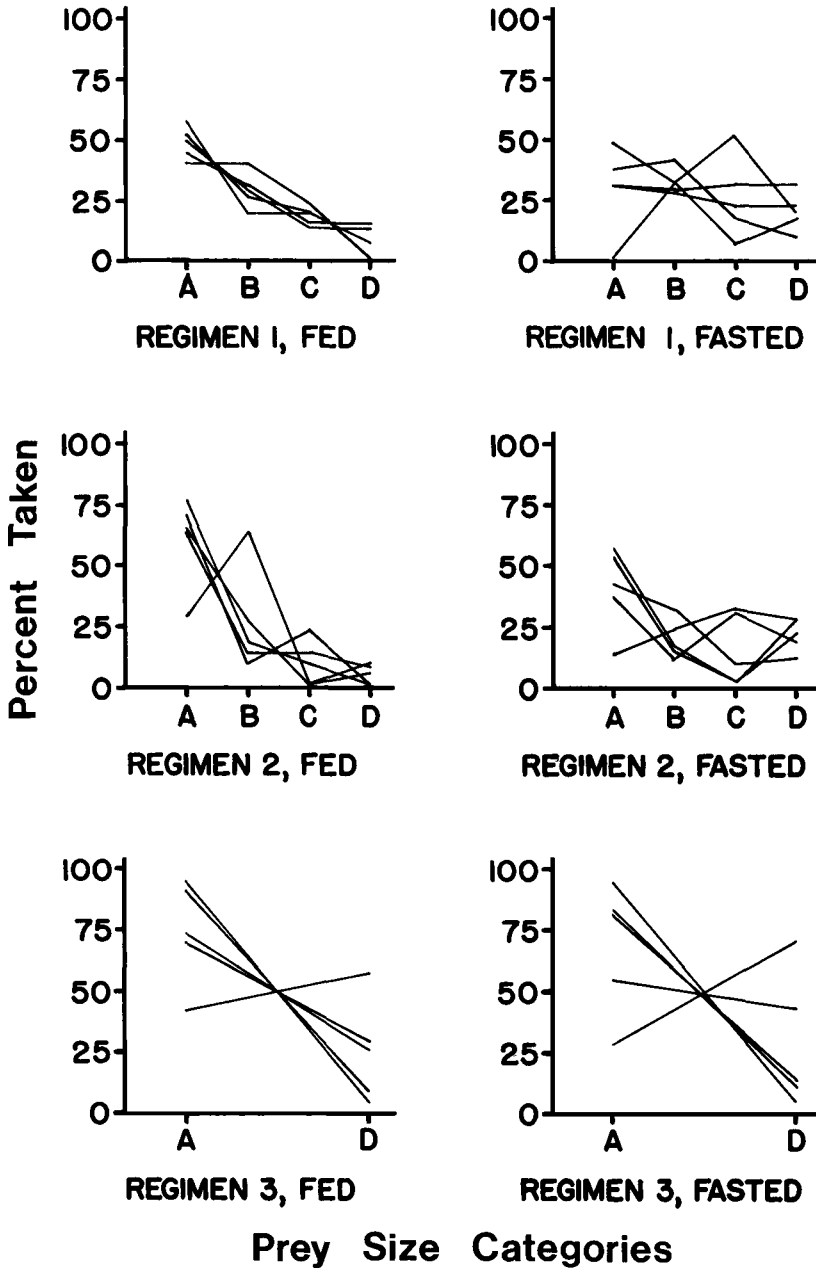 Percent Taken
100
75
50
25
0
A B C D
REGIMEN 1, FED
100
75
50
25
0
A B C D
REGIMEN 1, FASTED
100
75
50
25
0
A B C D
REGIMEN 2, FED
100
75
50
25
0
A B C D
REGIMEN 2, FASTED
100
75
50
25
0
A D
REGIMEN 3, FED
100
75
50
25
0
A D
REGIMEN 3, FASTED
Prey Size Categories